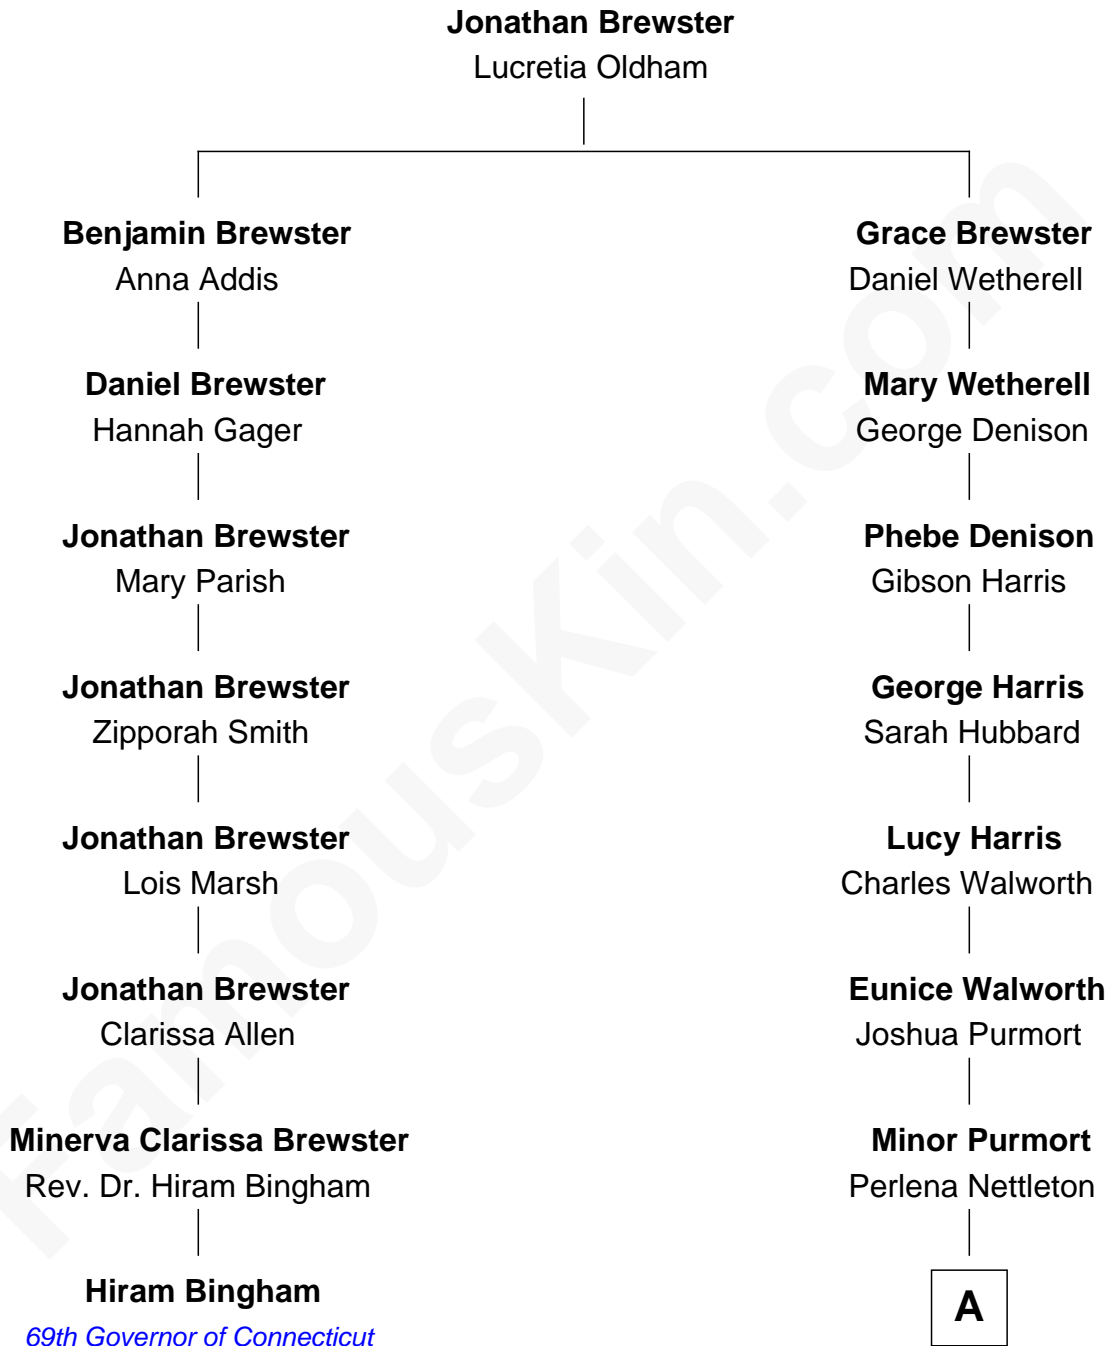 Jonathan Brewster
Lucretia Oldham
Benjamin Brewster
Anna Addis
Daniel Brewster
Hannah Gager
Jonathan Brewster
Mary Parish
Jonathan Brewster
Zipporah Smith
Jonathan Brewster
Lois Marsh
Jonathan Brewster
Clarissa Allen
Minerva Clarissa Brewster
Rev. Dr. Hiram Bingham
Hiram Bingham
69th Governor of Connecticut
Grace Brewster
Daniel Wetherell
Mary Wetherell
George Denison
Phebe Denison
Gibson Harris
George Harris
Sarah Hubbard
Lucy Harris
Charles Walworth
Eunice Walworth
Joshua Purmort
Minor Purmort
Perlena Nettleton
A
FamousKin.com